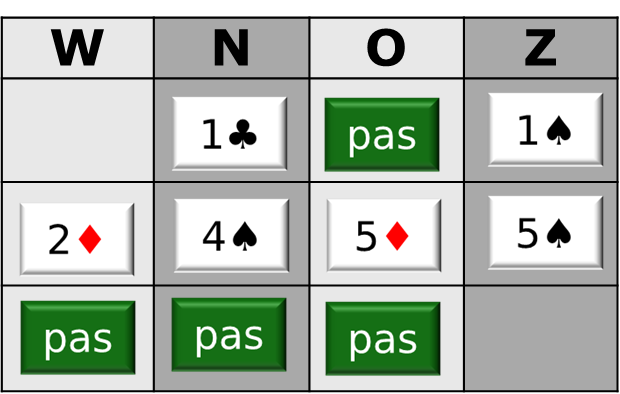 W N O Z
1♣ pas 1♠
2♦ 4♠ 5♦ 5♠
pas pas pas